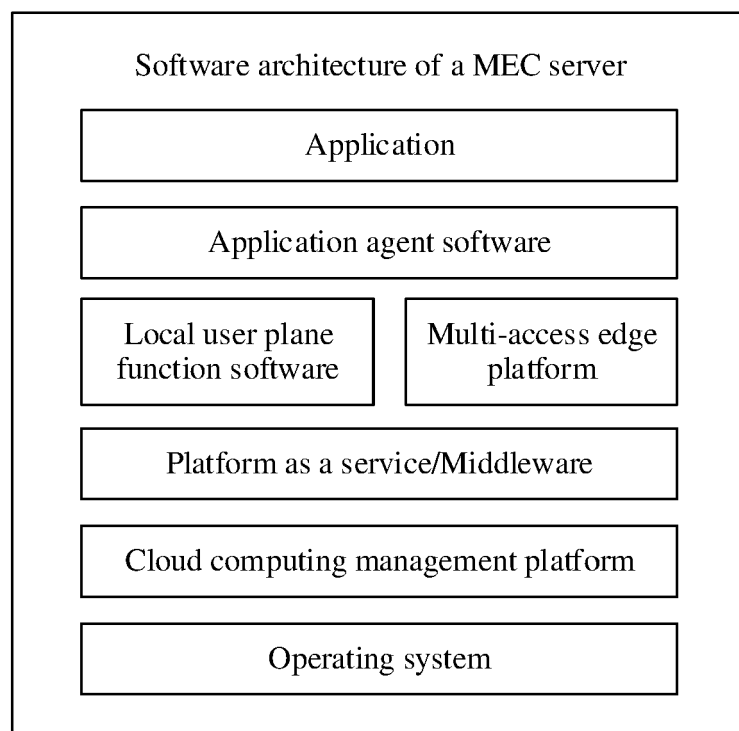 Software architecture of a MEC server
Application
Application agent software
Local user plane
function software
Multi-access edge
platform
Platform as a service/Middleware
Cloud computing management platform
Operating system